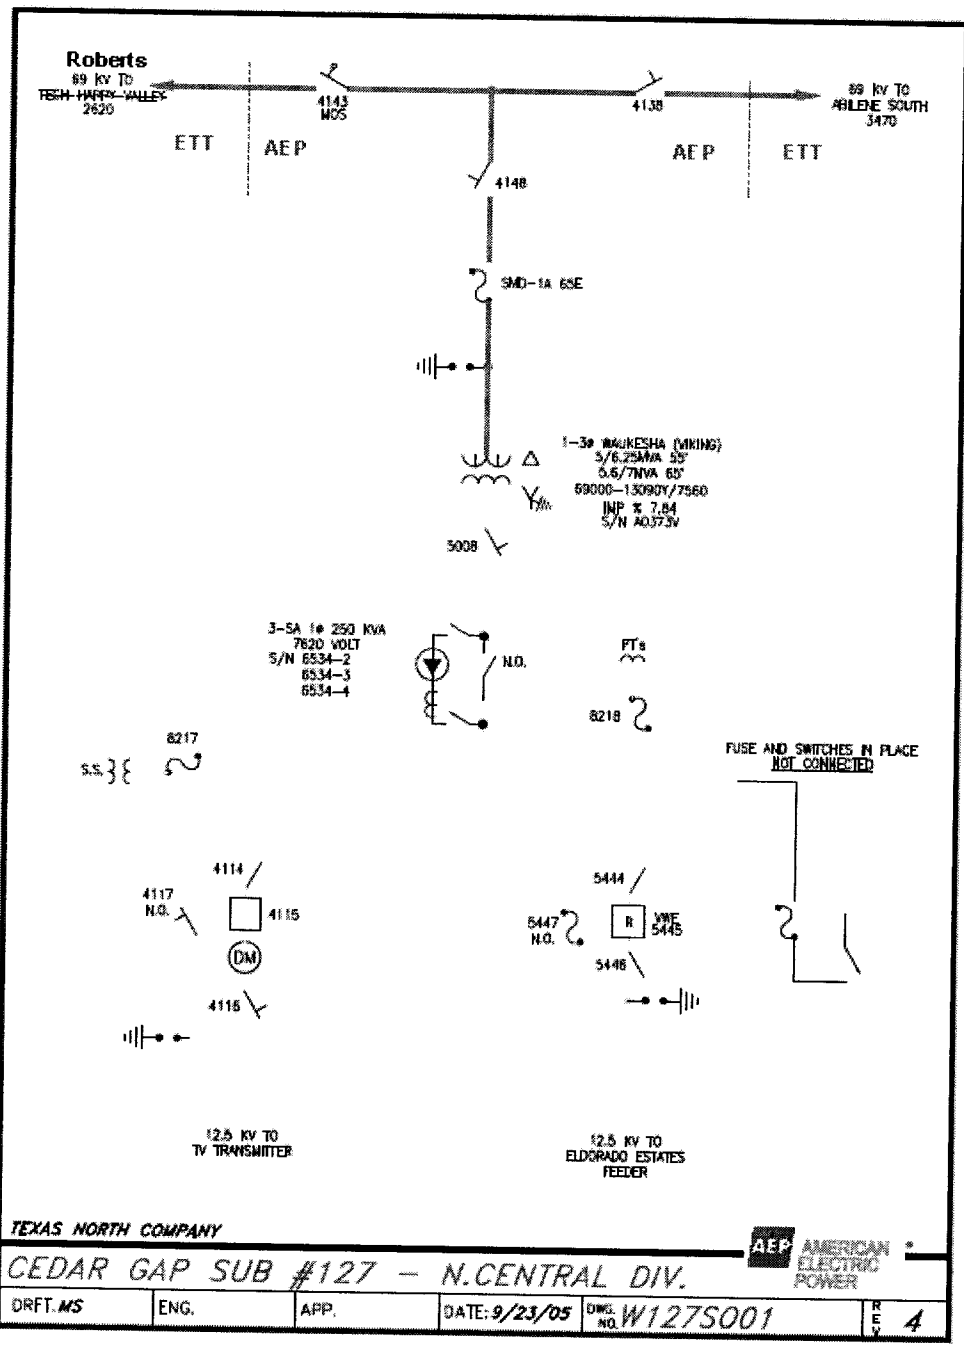 Roberts
69 KV TO
TECH HAPPY VALLEY
2620
4143
MOS
4138
69 KV TO
ABILENE SOUTH
3470
ETT
AEP
AEP
ETT
4148
SMD-1A 65E
1-3ø WAUKESHA (VIKING)
5/6.25MVA 55°
5.6/7MVA 65°
69000-13090Y/7560
IMP % 7.84
S/N A0373V
5008
3-SA 1ø 250 KVA
7620 VOLT
S/N 6534-2
6534-3
6534-4
N.O.
PTs
8218
8217
S.S.
FUSE AND SWITCHES IN PLACE
NOT CONNECTED
4114
4117
N.O.
4115
DM
4116
5444
5447
N.O.
R
VWE
5445
5446
12.5 KV TO
TV TRANSMITTER
12.5 KV TO
ELDORADO ESTATES
FEEDER
TEXAS NORTH COMPANY
AEP AMERICAN
ELECTRIC
POWER
CEDAR GAP SUB #127 - N.CENTRAL DIV.
DRFT. MS
ENG.
APP.
DATE: 9/23/05
DWG.
NO. W127S001
REV 4